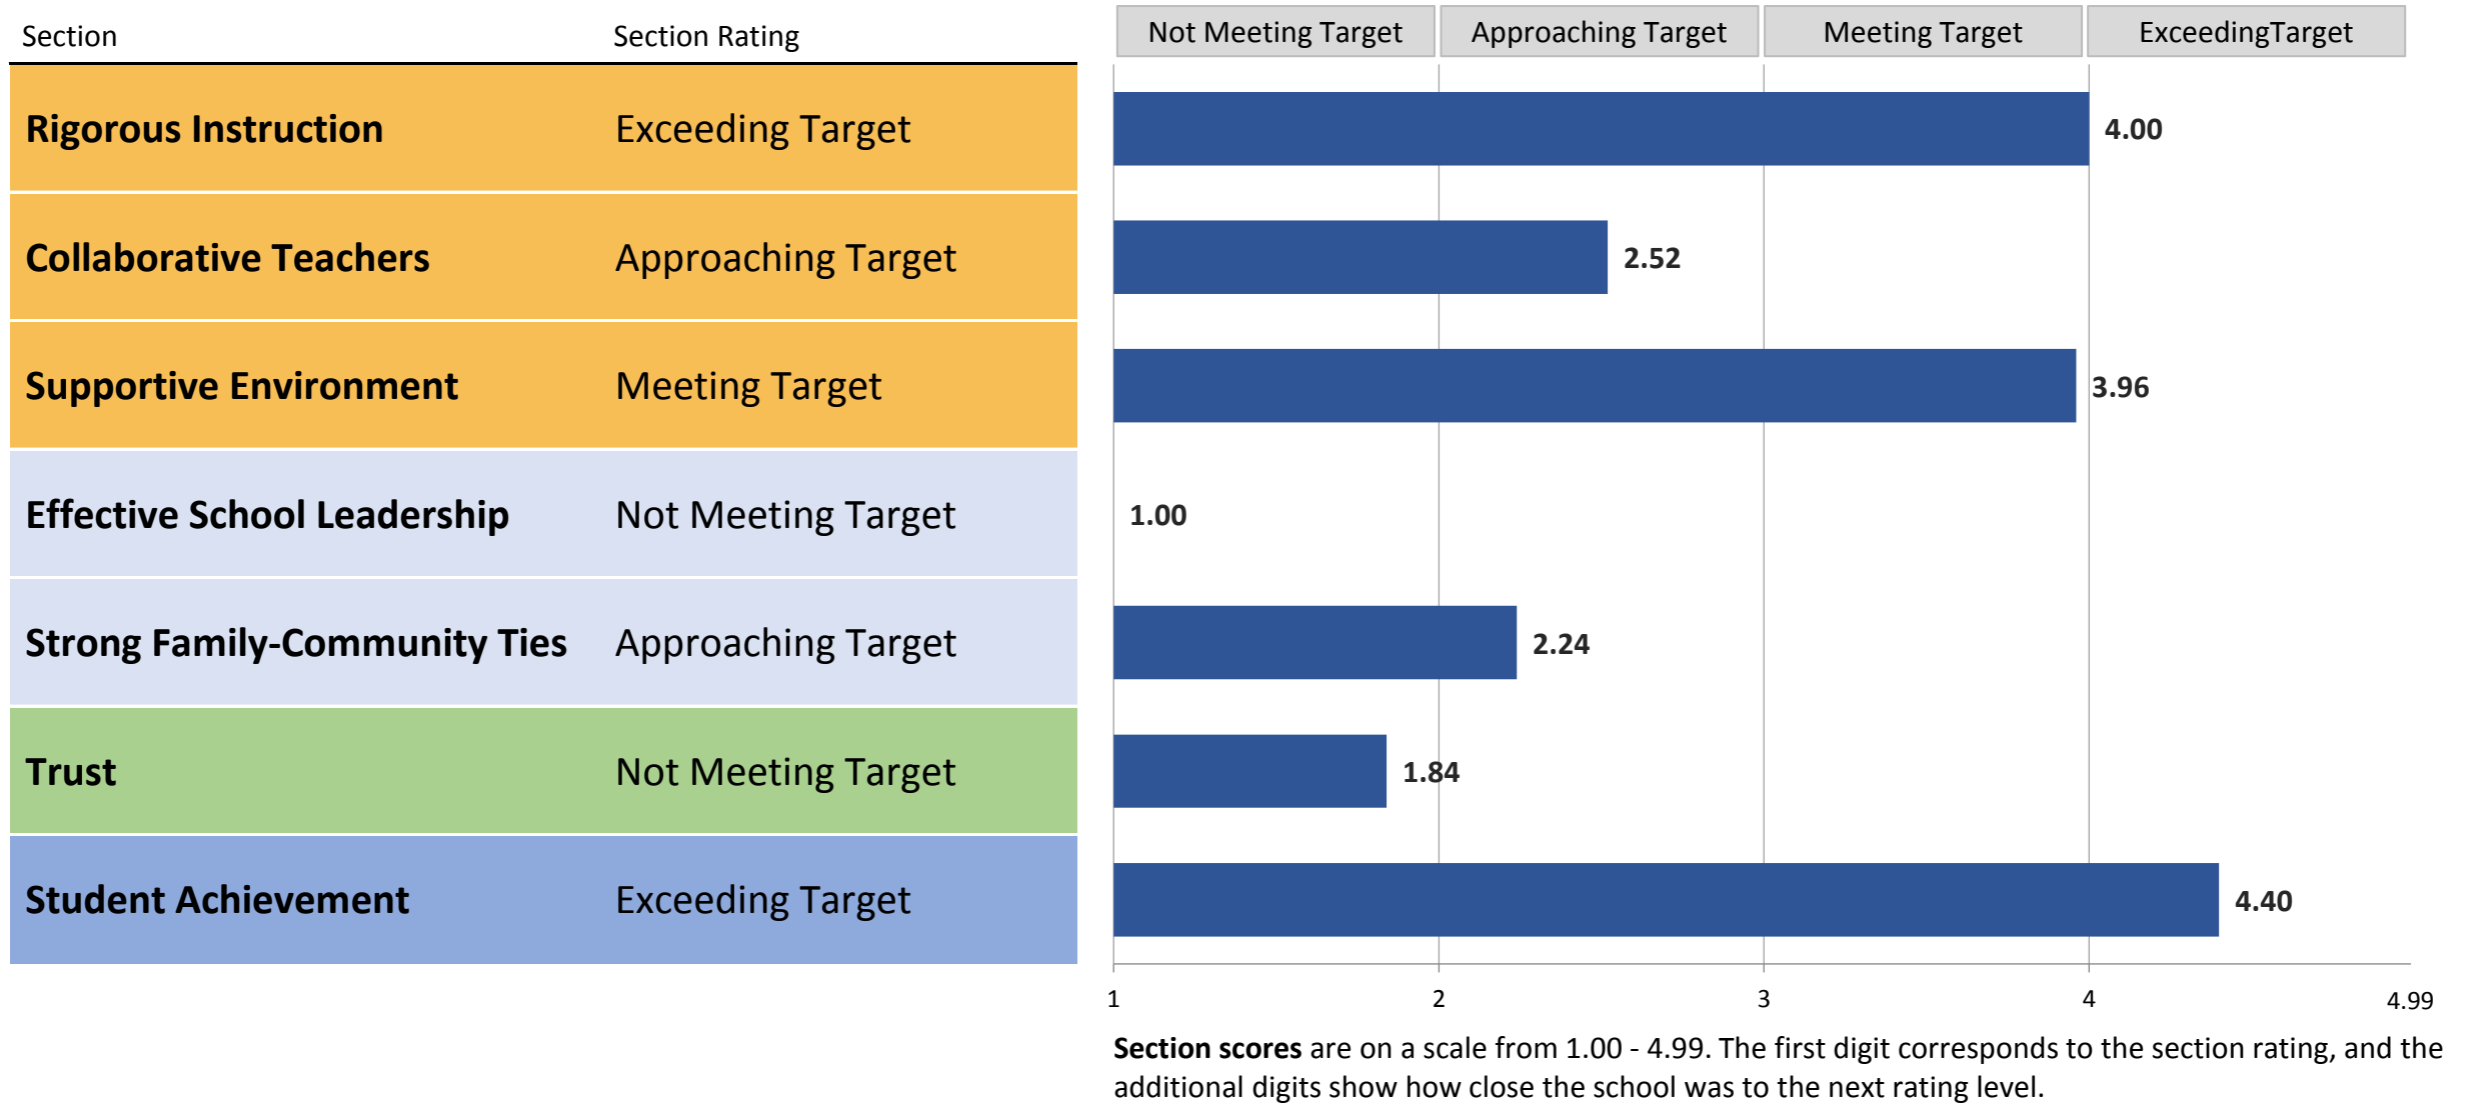 Section Section Rating Not Meeting Target Approaching Target Meeting Target ExceedingTarget
Rigorous Instruction Exceeding Target 4.00
Collaborative Teachers Approaching Target 2.52
Supportive Environment Meeting Target 3.96
Effective School Leadership Not Meeting Target 1.00
Strong Family-Community Ties Approaching Target 2.24
Trust Not Meeting Target 1.84
Student Achievement Exceeding Target 4.40
1 2 3 4 4.99
Section scores are on a scale from 1.00 - 4.99. The first digit corresponds to the section rating, and the
additional digits show how close the school was to the next rating level.